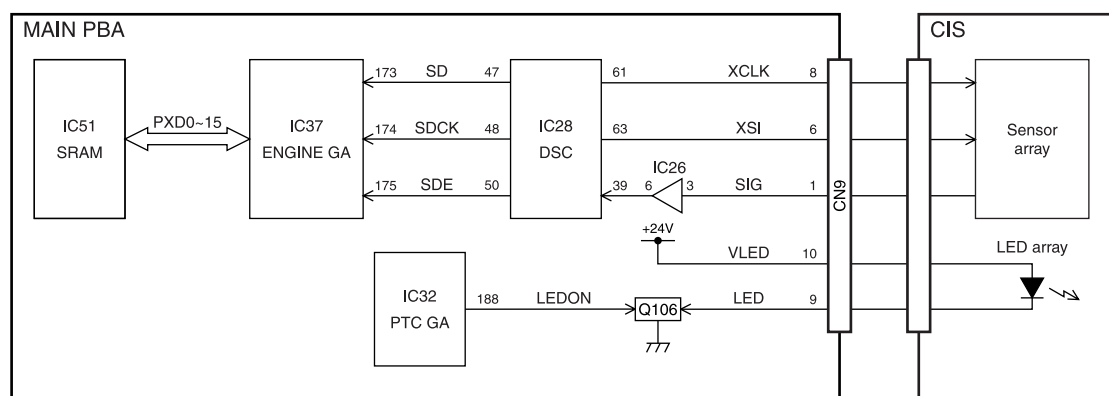 MAIN PBA
CIS
173 SD 47
61 XCLK 8
IC51
SRAM
PXD0~15
IC37
ENGINE GA
174 SDCK 48
IC28
DSC
63 XSI 6
Sensor
array
IC26
175 SDE 50
39 6 3 SIG 1
CN9
+24V
VLED 10
LED array
IC32
PTC GA
188 LEDON
Q106
LED 9